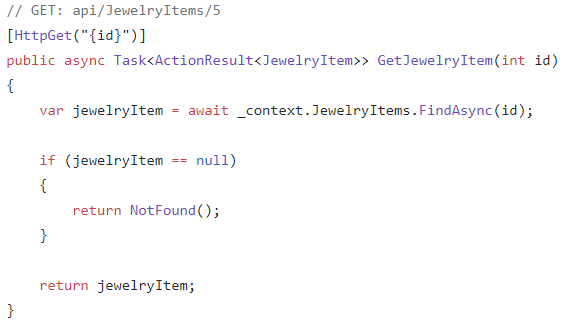 // GET: api/JewelryItems/5
[HttpGet("{id}")]
public async Task<ActionResult<JewelryItem>> GetJewelryItem(int id)
{
    var jewelryItem = await _context.JewelryItems.FindAsync(id);

    if (jewelryItem == null)
    {
        return NotFound();
    }

    return jewelryItem;
}